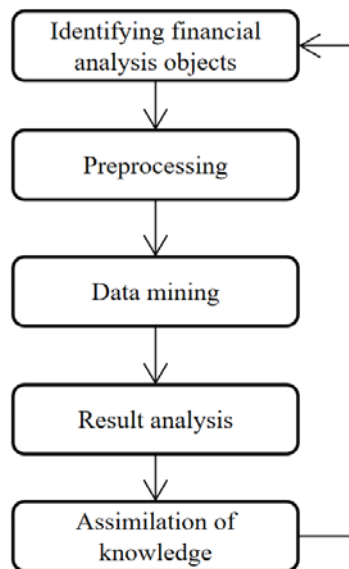 Identifying financial
analysis objects
Preprocessing
Data mining
Result analysis
Assimilation of
knowledge